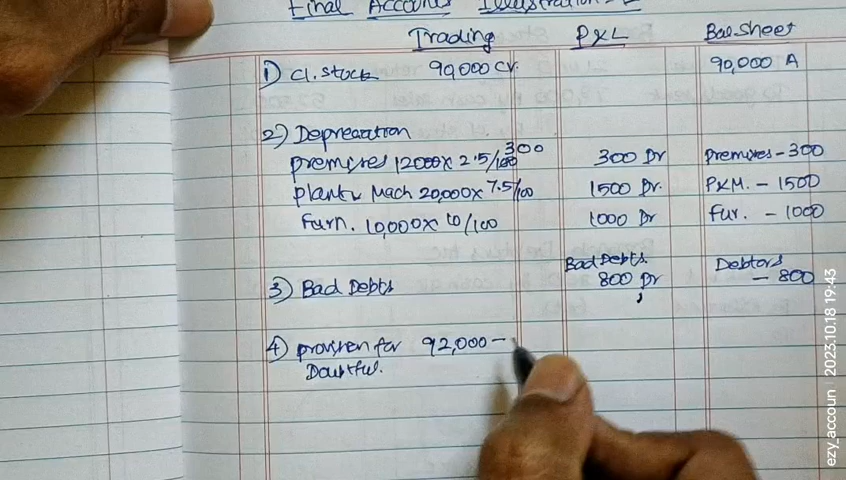 Final Accounts Illustration-2
Trading P&L Bal. Sheet
1) Cl. Stock 90,000 Cr. 90,000 A
2) Depreciation
premises 12000x 2.5/100 300 300 Dr premises - 300
plant & Mach 20,000x 7.5/100 1500 Dr. P&M. - 1500
Furn. 10,000x 10/100 1000 Dr Fur. - 1000
3) Bad Debts Bad Debts. 800 Dr Debtors - 800
4) provision for 92,000 -
Doubtful.
ezy_accoun 2023.10.18 19:43